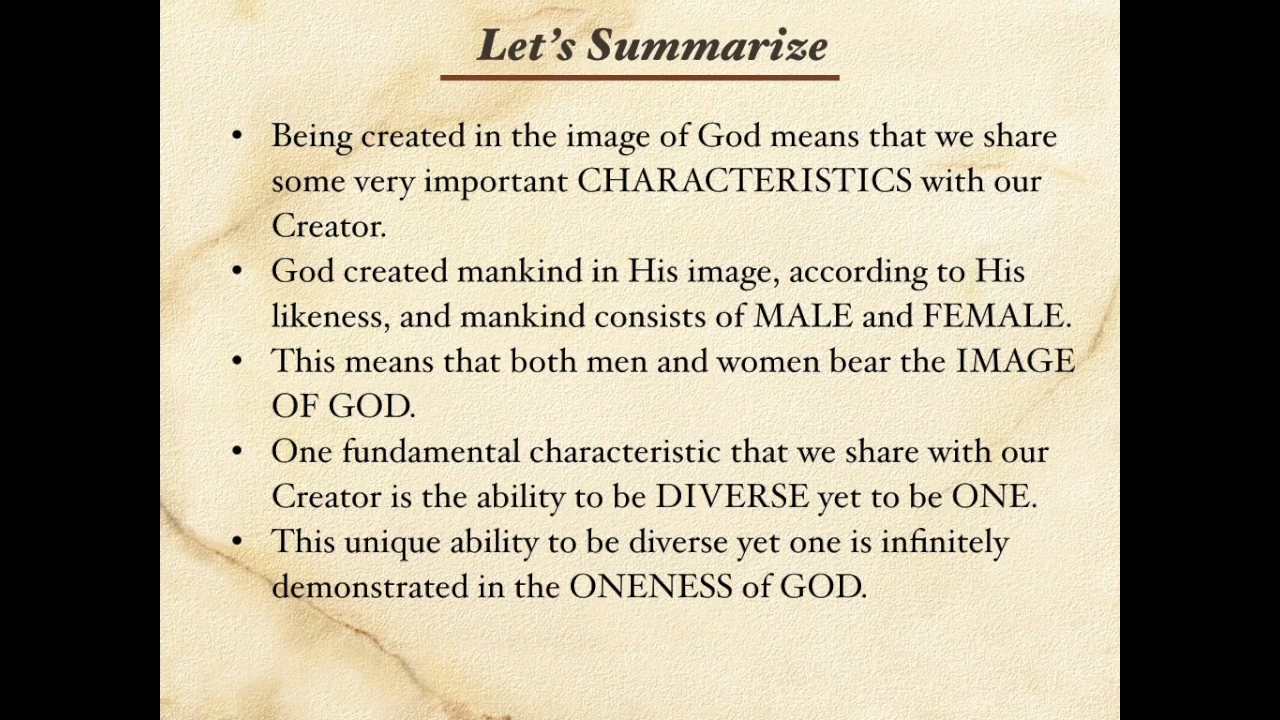 Let’s Summarize
• Being created in the image of God means that we share
some very important CHARACTERISTICS with our
Creator.
• God created mankind in His image, according to His
likeness, and mankind consists of MALE and FEMALE.
• This means that both men and women bear the IMAGE
OF GOD.
• One fundamental characteristic that we share with our
Creator is the ability to be DIVERSE yet to be ONE.
• This unique ability to be diverse yet one is infinitely
demonstrated in the ONENESS of GOD.